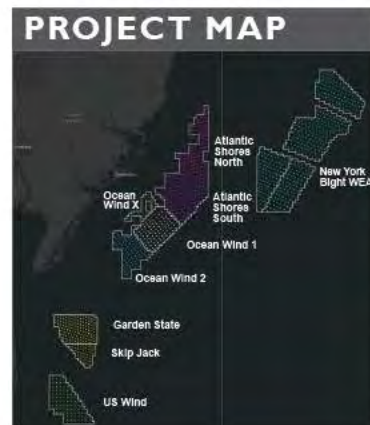 PROJECT MAP
Atlantic
Shores
North
New York
Bight WEA
Ocean
Wind X
Atlantic
Shores
South
Ocean Wind 1
Ocean Wind 2
Garden State
Skip Jack
US Wind